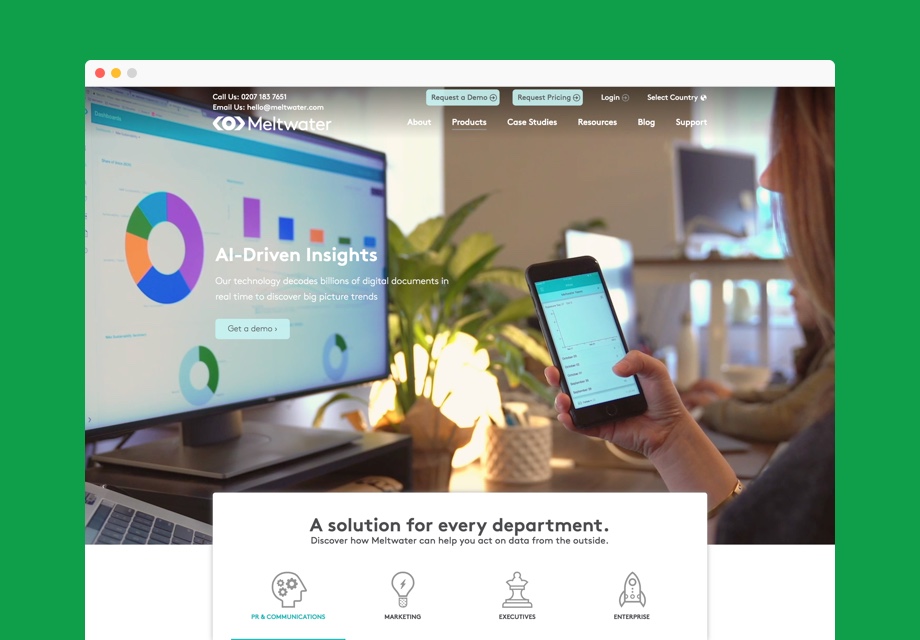 Call Us: 0207 183 7651
Email Us: hello@meltwater.com
Request a Demo
Request Pricing
Login
Select Country
Meltwater
About
Products
Case Studies
Resources
Blog
Support
Dashboards
AI-Driven Insights
Our technology decodes billions of digital documents in
real time to discover big picture trends
Get a demo ›
A solution for every department.
Discover how Meltwater can help you act on data from the outside.
PR & COMMUNICATIONS
MARKETING
EXECUTIVES
ENTERPRISE